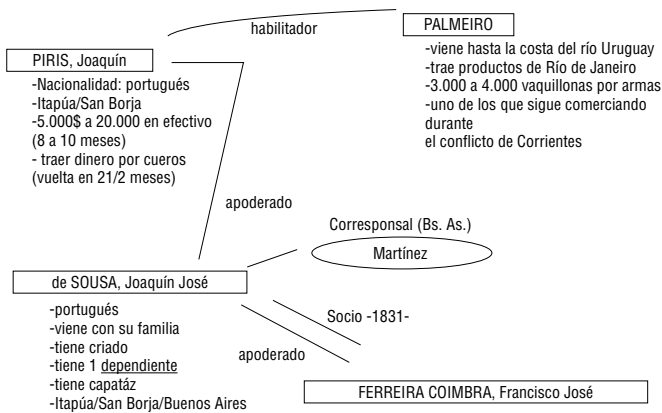 habilitador
PALMEIRO
-viene hasta la costa del río Uruguay
-trae productos de Río de Janeiro
-3.000 a 4.000 vaquillonas por armas
-uno de los que sigue comerciando
durante
el conflicto de Corrientes
PIRIS, Joaquín
-Nacionalidad: portugués
-Itapúa/San Borja
-5.000$ a 20.000 en efectivo
(8 a 10 meses)
- traer dinero por cueros
(vuelta en 21/2 meses)
apoderado
Corresponsal (Bs. As.)
Martínez
de SOUSA, Joaquín José
-portugués
-viene con su familia
-tiene criado
-tiene 1 dependiente
-tiene capatáz
-Itapúa/San Borja/Buenos Aires
Socio -1831-
apoderado
FERREIRA COIMBRA, Francisco José